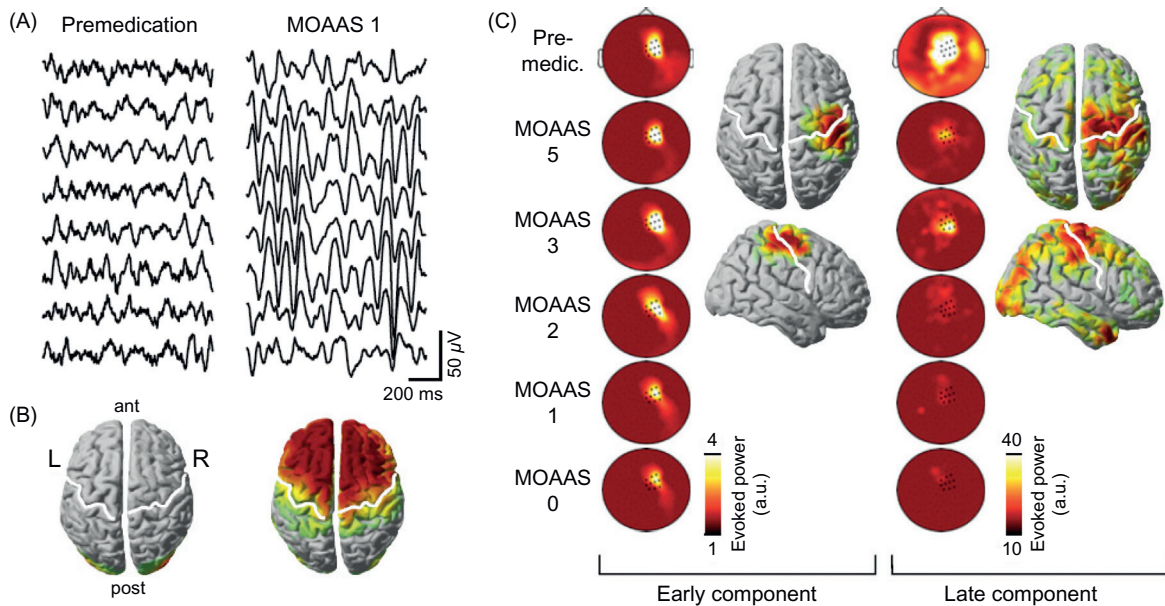 (A)
Premedication
MOAAS 1
50 µV
200 ms
(B)
ant
L
R
post
(C)
Pre-
medic.
MOAAS
5
MOAAS
3
MOAAS
2
MOAAS
1
MOAAS
0
4
Evoked power
(a.u.)
1
40
Evoked power
(a.u.)
10
Early component
Late component